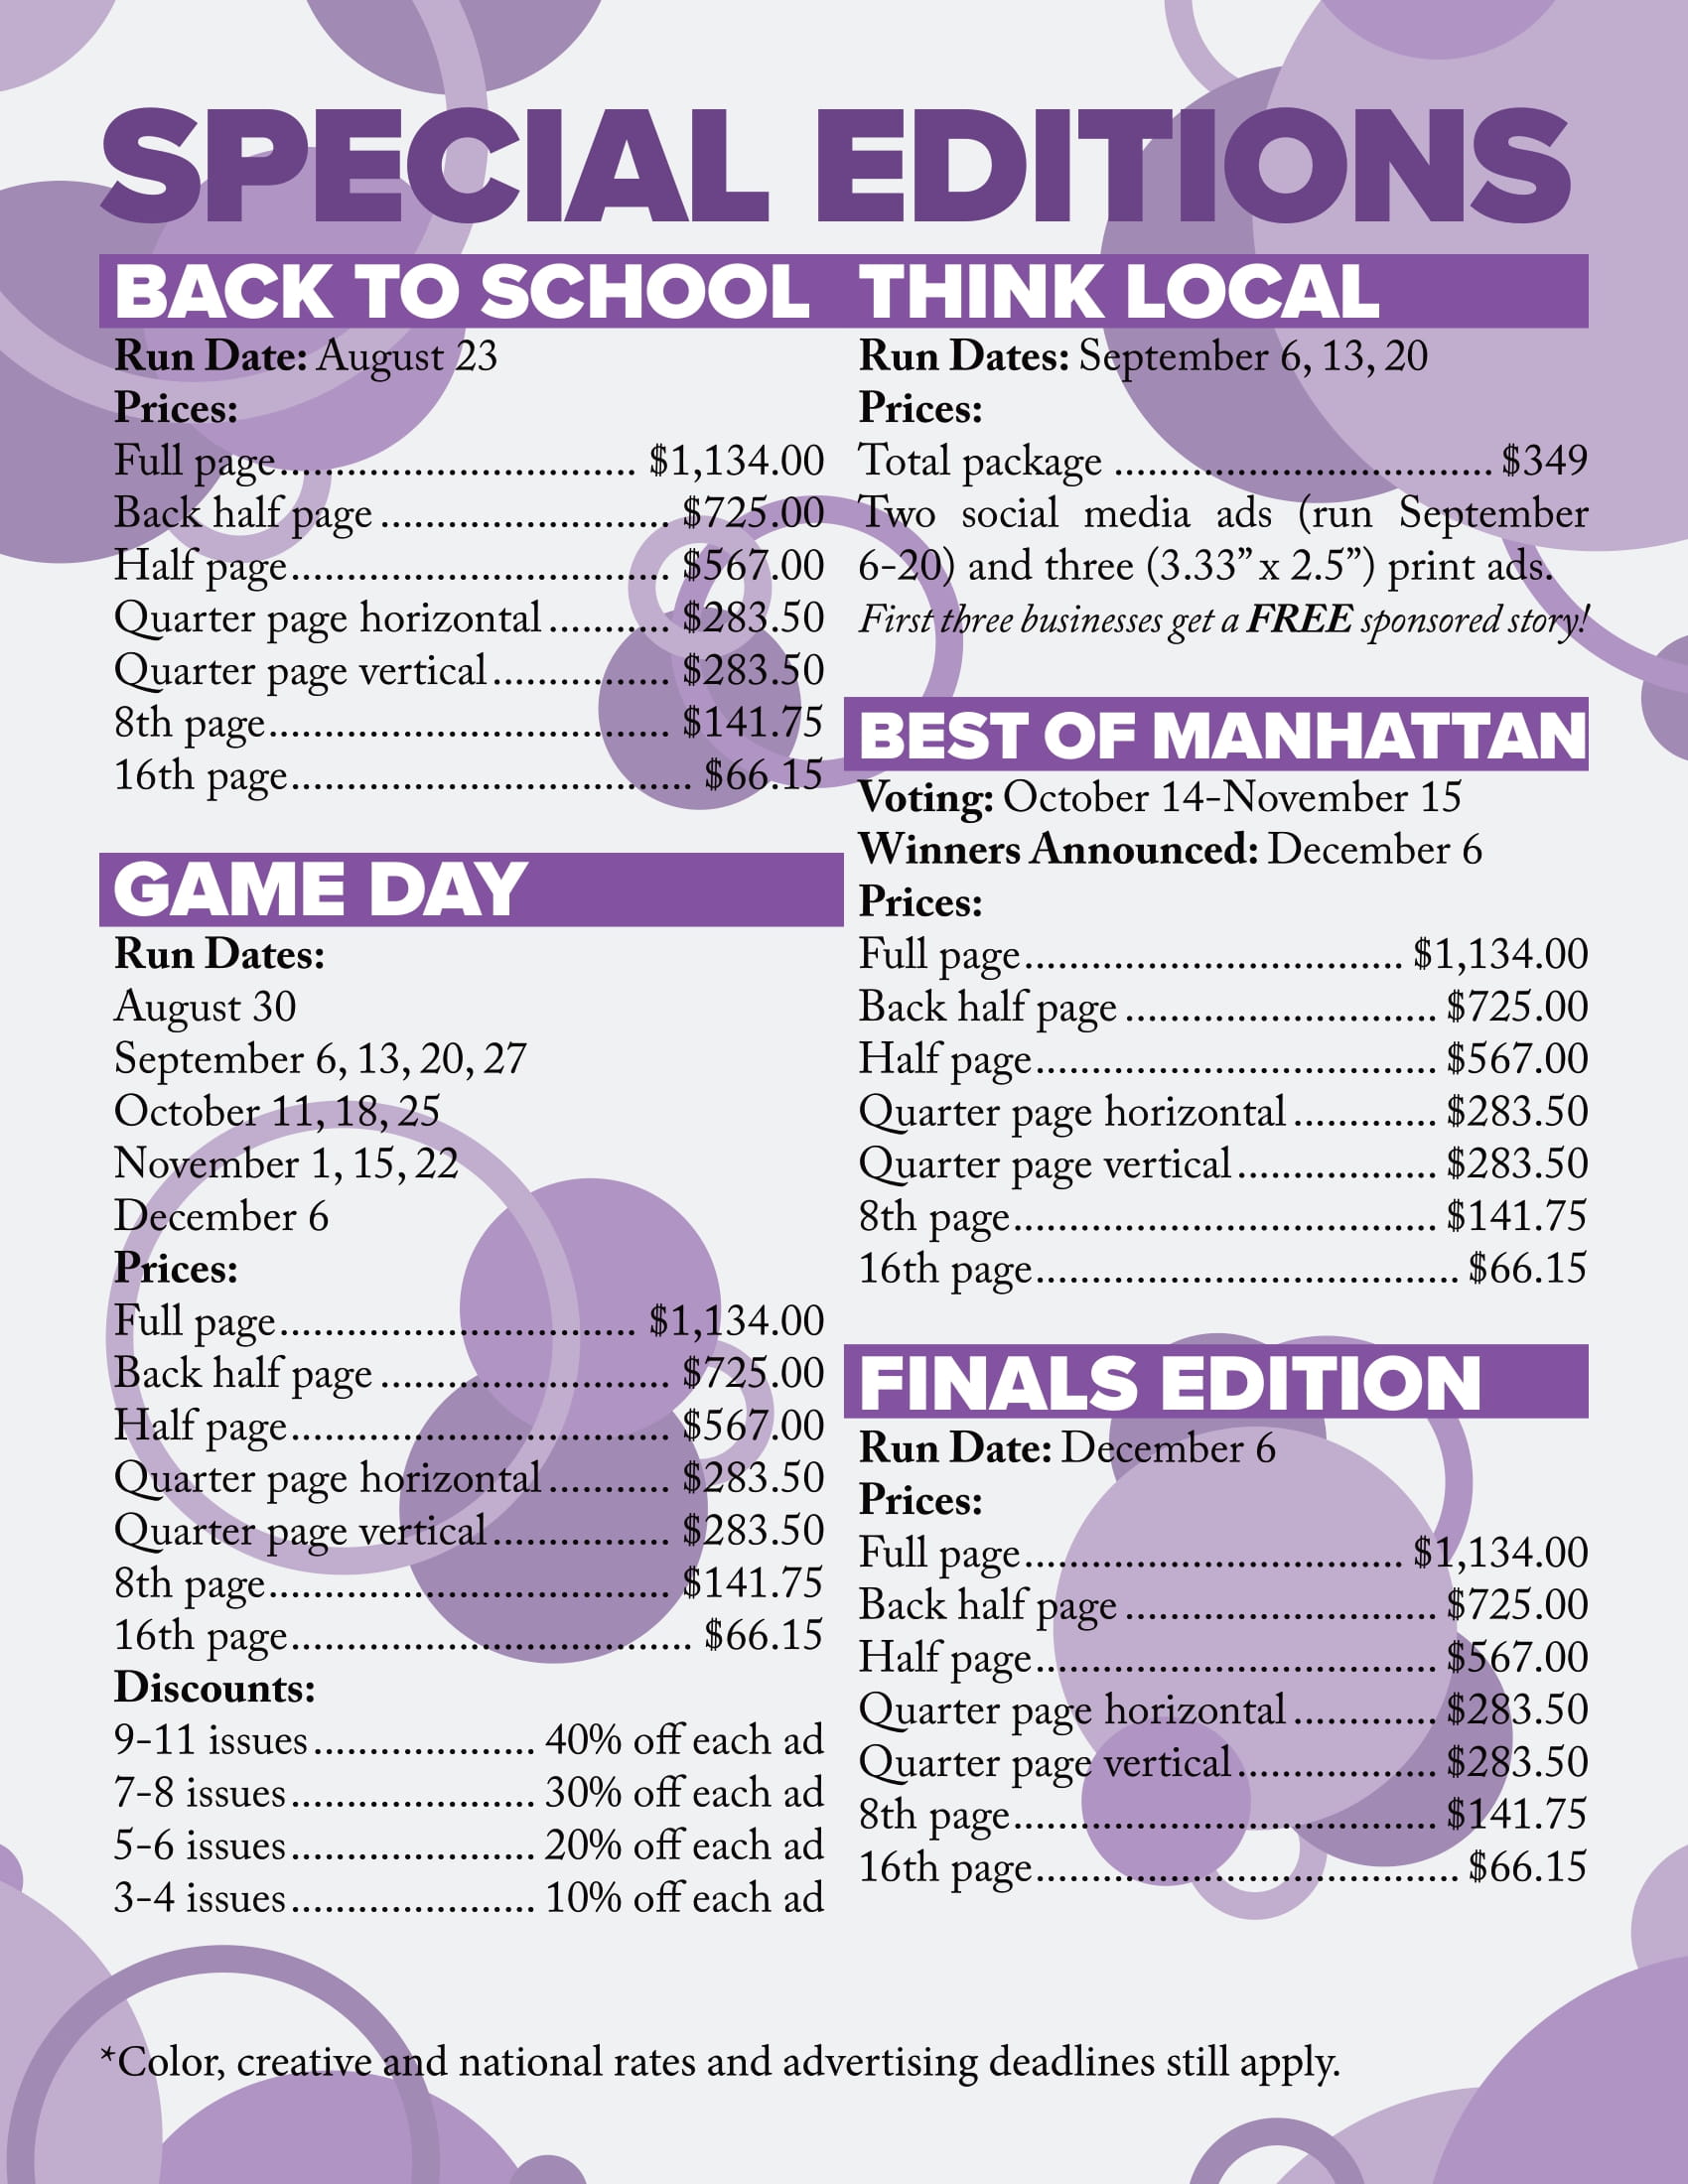 SPECIAL EDITIONS
BACK TO SCHOOL
Run Date: August 23
Prices:
Full page................................ $1,134.00
Back half page.......................... $725.00
Half page.................................. $567.00
Quarter page horizontal........... $283.50
Quarter page vertical................ $283.50
8th page.................................... $141.75
16th page.................................... $66.15
GAME DAY
Run Dates:
August 30
September 6, 13, 20, 27
October 11, 18, 25
November 1, 15, 22
December 6
Prices:
Full page................................ $1,134.00
Back half page.......................... $725.00
Half page.................................. $567.00
Quarter page horizontal........... $283.50
Quarter page vertical................ $283.50
8th page.................................... $141.75
16th page.................................... $66.15
Discounts:
9-11 issues.................... 40% off each ad
7-8 issues...................... 30% off each ad
5-6 issues...................... 20% off each ad
3-4 issues...................... 10% off each ad
THINK LOCAL
Run Dates: September 6, 13, 20
Prices:
Total package .................................. $349
Two social media ads (run September
6-20) and three (3.33” x 2.5”) print ads.
First three businesses get a FREE sponsored story!
BEST OF MANHATTAN
Voting: October 14-November 15
Winners Announced: December 6
Prices:
Full page.................................. $1,134.00
Back half page............................ $725.00
Half page.................................... $567.00
Quarter page horizontal............. $283.50
Quarter page vertical.................. $283.50
8th page...................................... $141.75
16th page...................................... $66.15
FINALS EDITION
Run Date: December 6
Prices:
Full page.................................. $1,134.00
Back half page............................ $725.00
Half page.................................... $567.00
Quarter page horizontal............. $283.50
Quarter page vertical.................. $283.50
8th page...................................... $141.75
16th page...................................... $66.15
*Color, creative and national rates and advertising deadlines still apply.